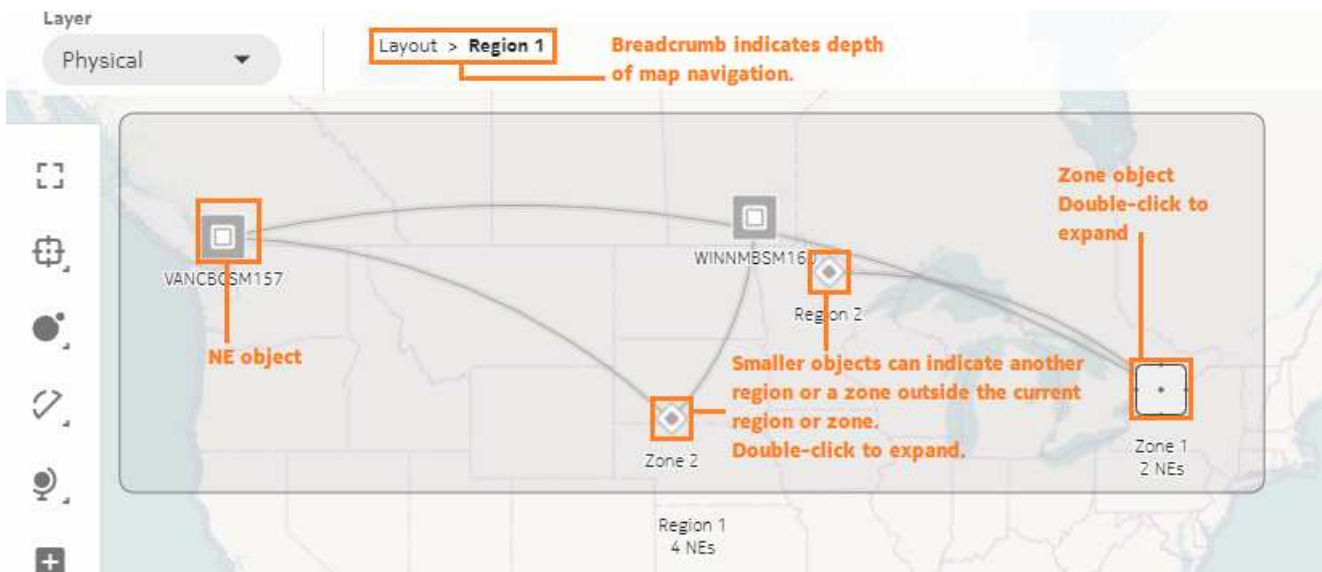 Layer
Physical
Layout > Region 1
Breadcrumb indicates depth
of map navigation.
Zone object
Double-click to
expand
VANCBCSM157
WINNMBSM160
Region 2
NE object
Smaller objects can indicate another
region or a zone outside the current
region or zone.
Double-click to expand.
Zone 2
Zone 1
2 NEs
Region 1
4 NEs